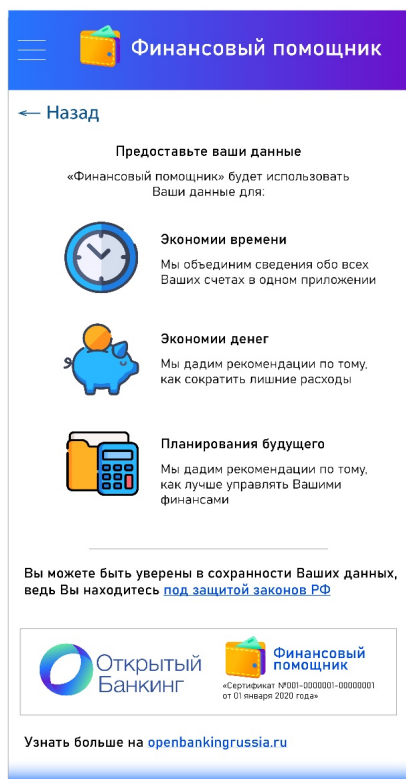 Финансовый помощник
← Назад
Предоставьте ваши данные
«Финансовый помощник» будет использовать
Ваши данные для:
Экономии времени
Мы объединим сведения обо всех
Ваших счетах в одном приложении
Экономии денег
Мы дадим рекомендации по тому,
как сократить лишние расходы
Планирования будущего
Мы дадим рекомендации по тому,
как лучше управлять Вашими
финансами
Вы можете быть уверены в сохранности Ваших данных,
ведь Вы находитесь под защитой законов РФ
Открытый
Банкинг
Финансовый
помощник
«Сертификат №001-0000001-00000001
от 01 января 2020 года»
Узнать больше на openbankingrussia.ru